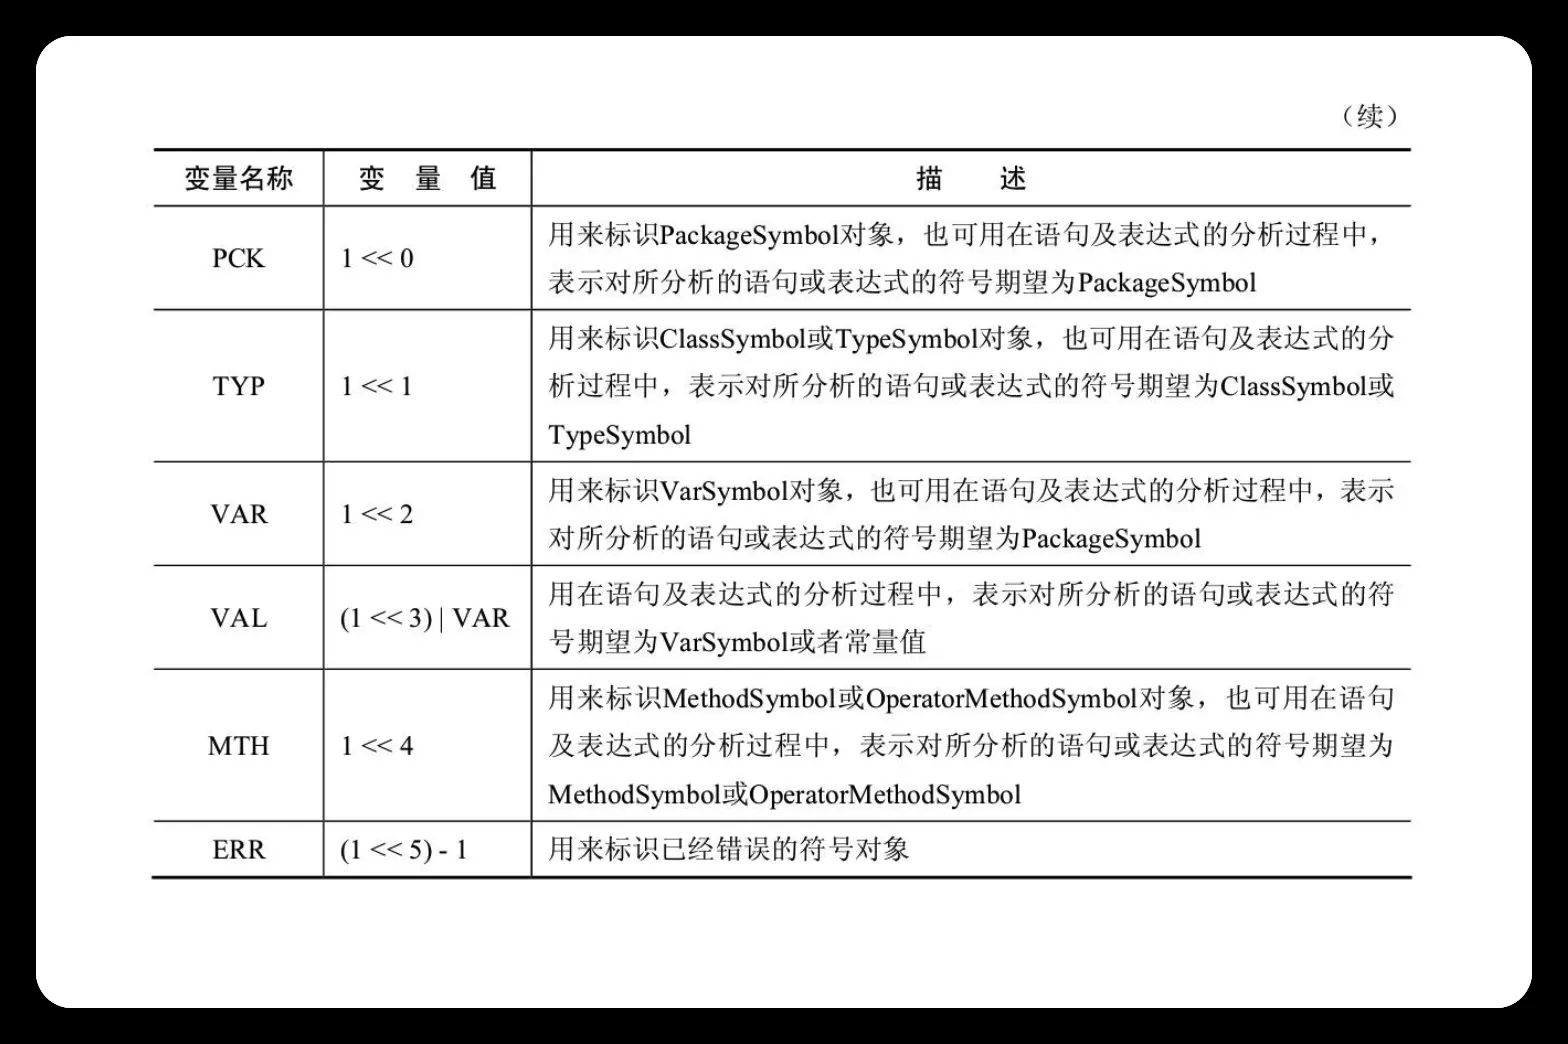 （续）
变量名称 变 量 值 描 述
PCK 1 << 0 用来标识PackageSymbol对象，也可用在语句及表达式的分析过程中，
表示对所分析的语句或表达式的符号期望为PackageSymbol
TYP 1 << 1 用来标识ClassSymbol或TypeSymbol对象，也可用在语句及表达式的分
析过程中，表示对所分析的语句或表达式的符号期望为ClassSymbol或
TypeSymbol
VAR 1 << 2 用来标识VarSymbol对象，也可用在语句及表达式的分析过程中，表示
对所分析的语句或表达式的符号期望为PackageSymbol
VAL (1 << 3) | VAR 用在语句及表达式的分析过程中，表示对所分析的语句或表达式的符
号期望为VarSymbol或者常量值
MTH 1 << 4 用来标识MethodSymbol或OperatorMethodSymbol对象，也可用在语句
及表达式的分析过程中，表示对所分析的语句或表达式的符号期望为
MethodSymbol或OperatorMethodSymbol
ERR (1 << 5) - 1 用来标识已经错误的符号对象